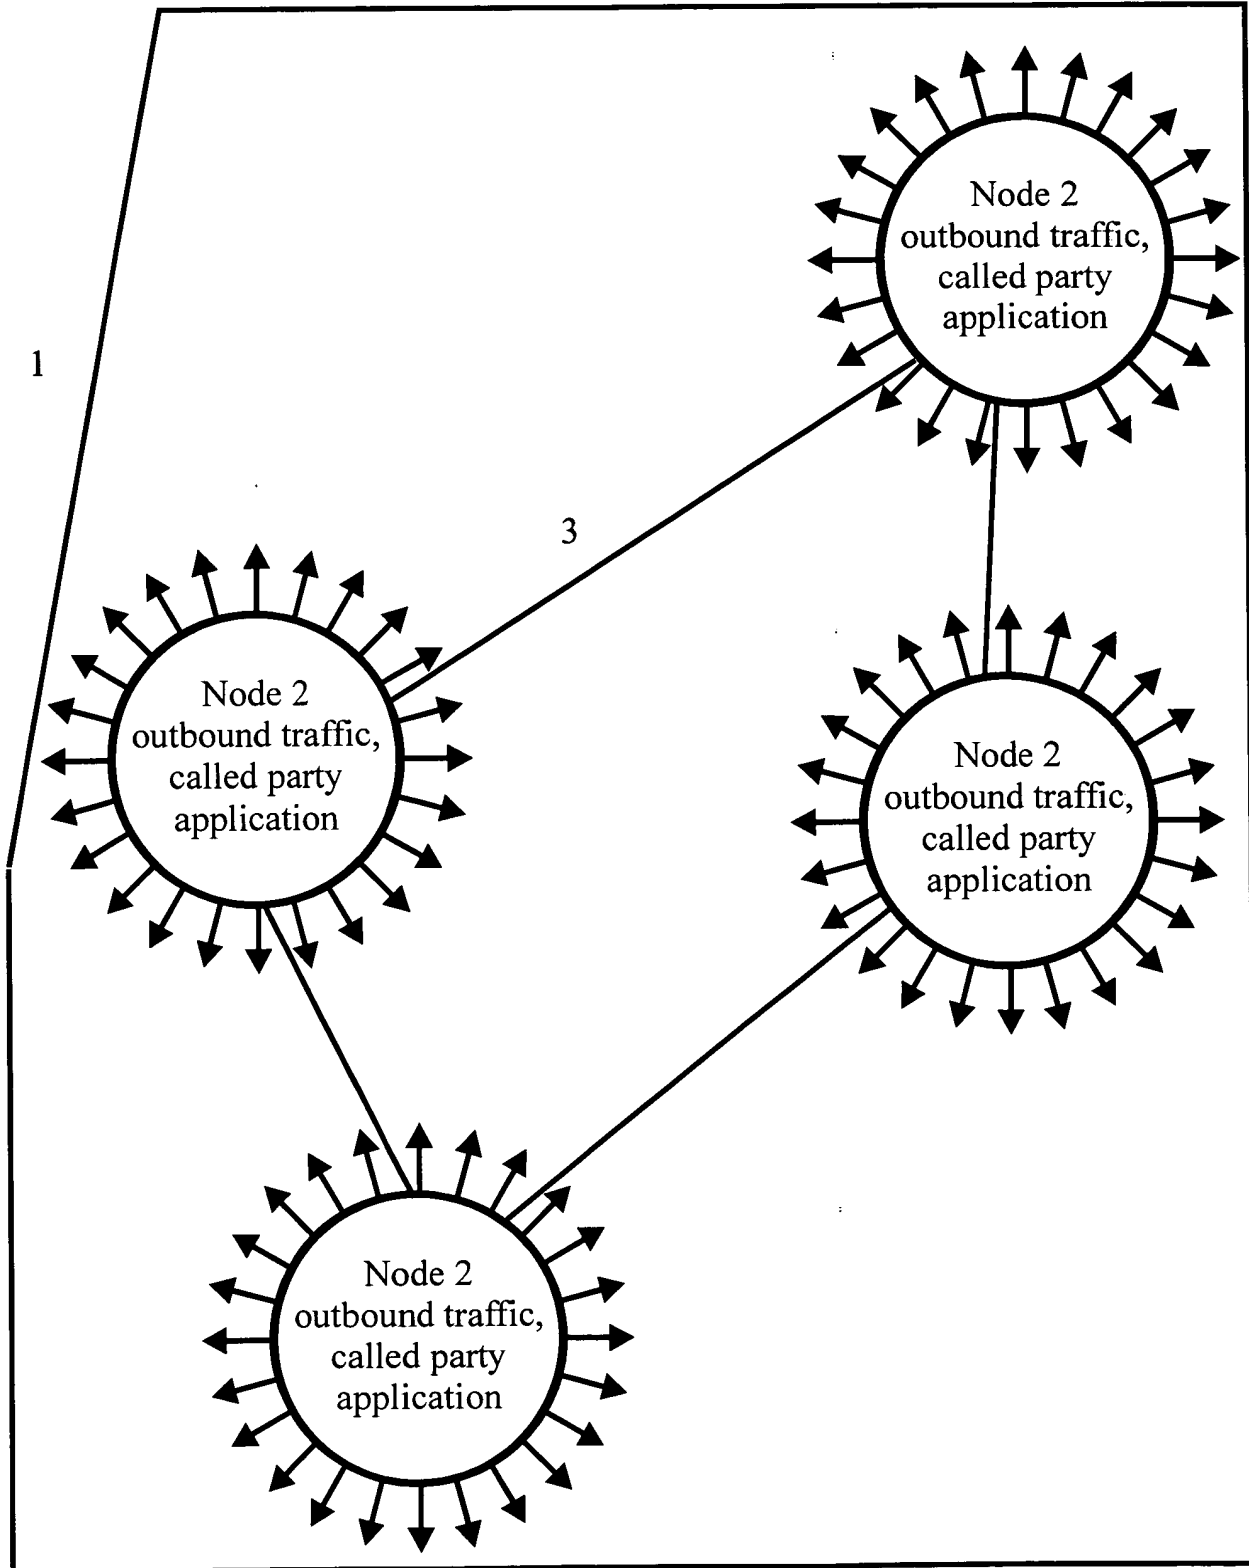 Node 2
outbound traffic,
called party
application
1
3
Node 2
outbound traffic,
called party
application
Node 2
outbound traffic,
called party
application
Node 2
outbound traffic,
called party
application